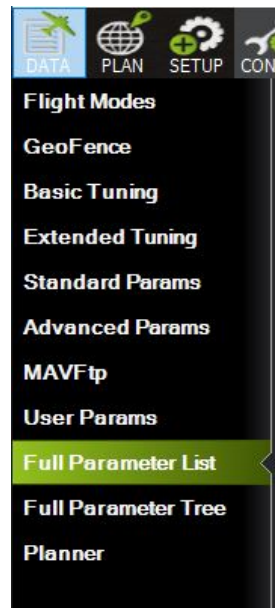 DATA PLAN SETUP CON
Flight Modes
GeoFence
Basic Tuning
Extended Tuning
Standard Params
Advanced Params
MAVFtp
User Params
Full Parameter List
Full Parameter Tree
Planner